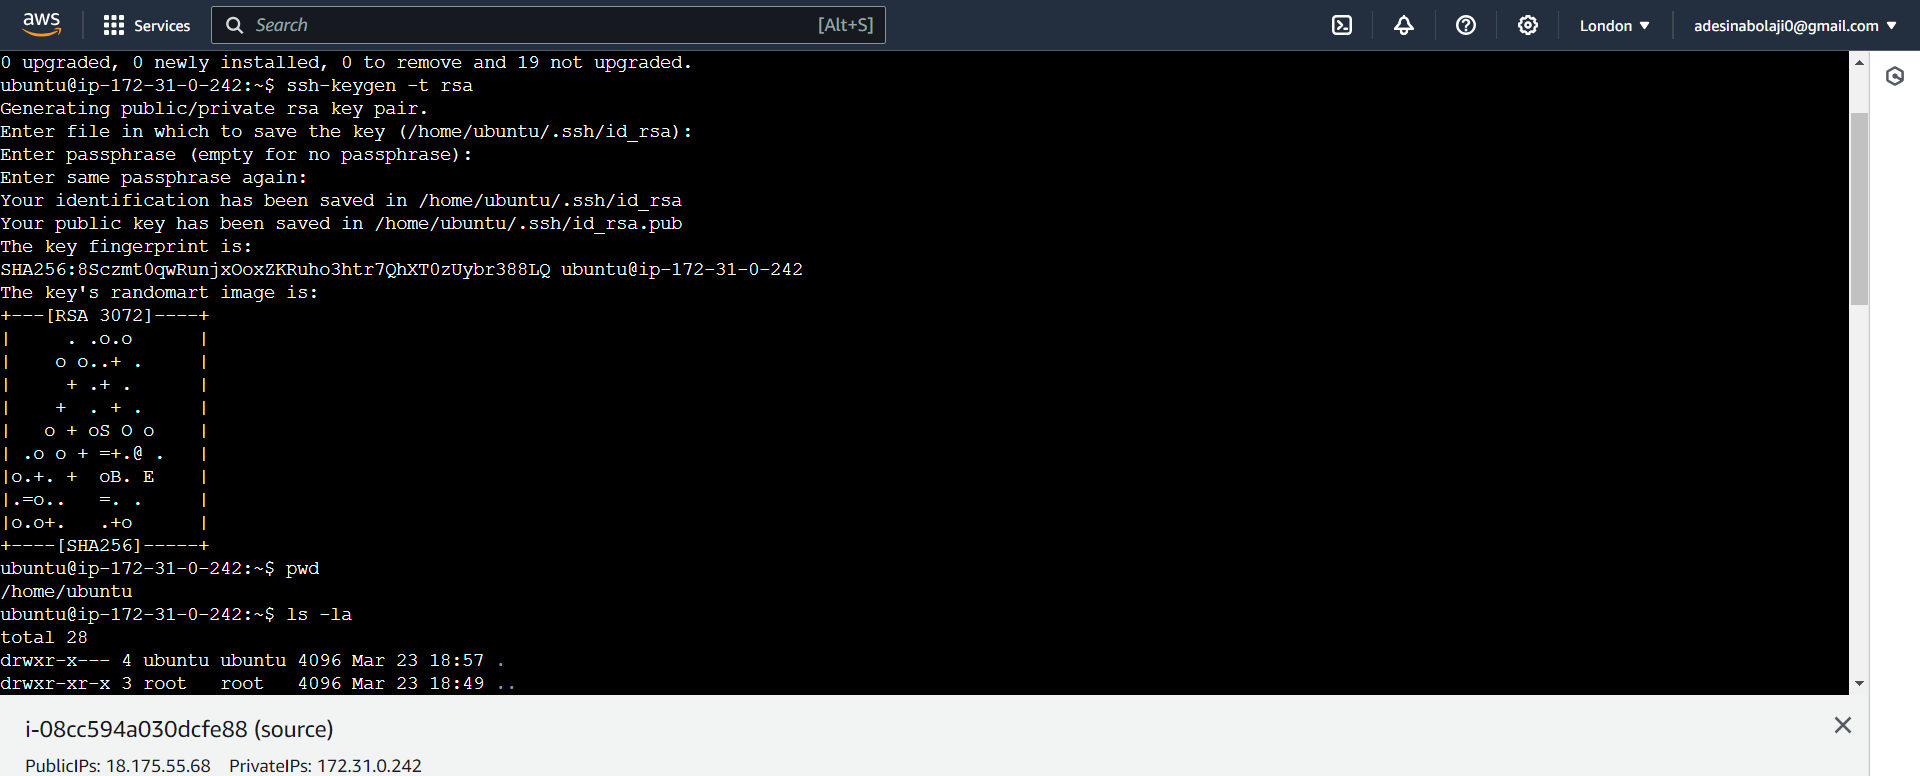 aws
Services
Search
[Alt+S]
London
adesinabolaji0@gmail.com
0 upgraded, 0 newly installed, 0 to remove and 19 not upgraded.
ubuntu@ip-172-31-0-242:~$ ssh-keygen -t rsa
Generating public/private rsa key pair.
Enter file in which to save the key (/home/ubuntu/.ssh/id_rsa):
Enter passphrase (empty for no passphrase):
Enter same passphrase again:
Your identification has been saved in /home/ubuntu/.ssh/id_rsa
Your public key has been saved in /home/ubuntu/.ssh/id_rsa.pub
The key fingerprint is:
SHA256:8Sczmt0qwRunjxOoxZKRuho3htr7QhXT0zUybr388LQ ubuntu@ip-172-31-0-242
The key's randomart image is:
+---[RSA 3072]----+
|     . .o.o      |
|    o o..+ .     |
|     + .+ .      |
|    +  . + .     |
|   o + oS O o    |
| .o o + =+.@ .   |
|o.+. +  oB. E    |
|.=o..   =. .     |
|o.o+.   .+o      |
+----[SHA256]-----+
ubuntu@ip-172-31-0-242:~$ pwd
/home/ubuntu
ubuntu@ip-172-31-0-242:~$ ls -la
total 28
drwxr-x--- 4 ubuntu ubuntu 4096 Mar 23 18:57 .
drwxr-xr-x 3 root   root   4096 Mar 23 18:49 ..
i-08cc594a030dcfe88 (source)
PublicIPs: 18.175.55.68   PrivateIPs: 172.31.0.242